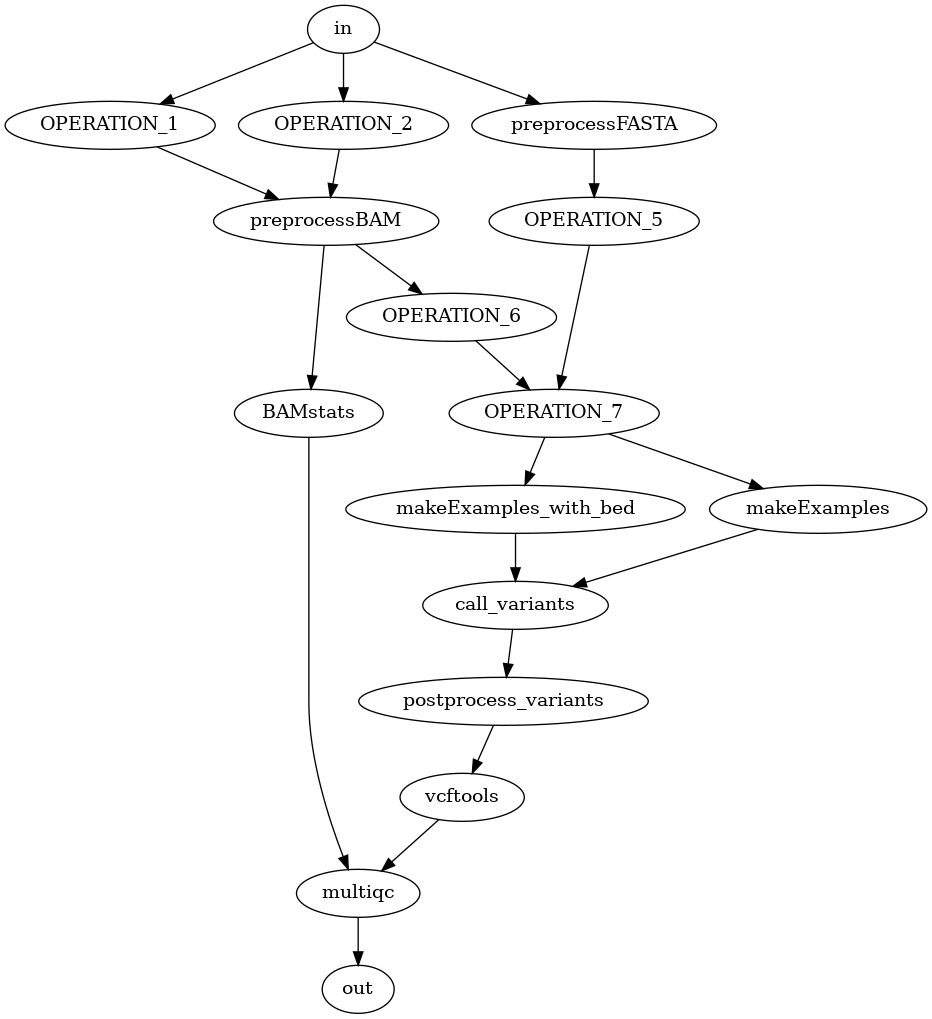 in
OPERATION_1
OPERATION_2
preprocessFASTA
preprocessBAM
OPERATION_5
OPERATION_6
BAMstats
OPERATION_7
makeExamples_with_bed
makeExamples
call_variants
postprocess_variants
vcftools
multiqc
out